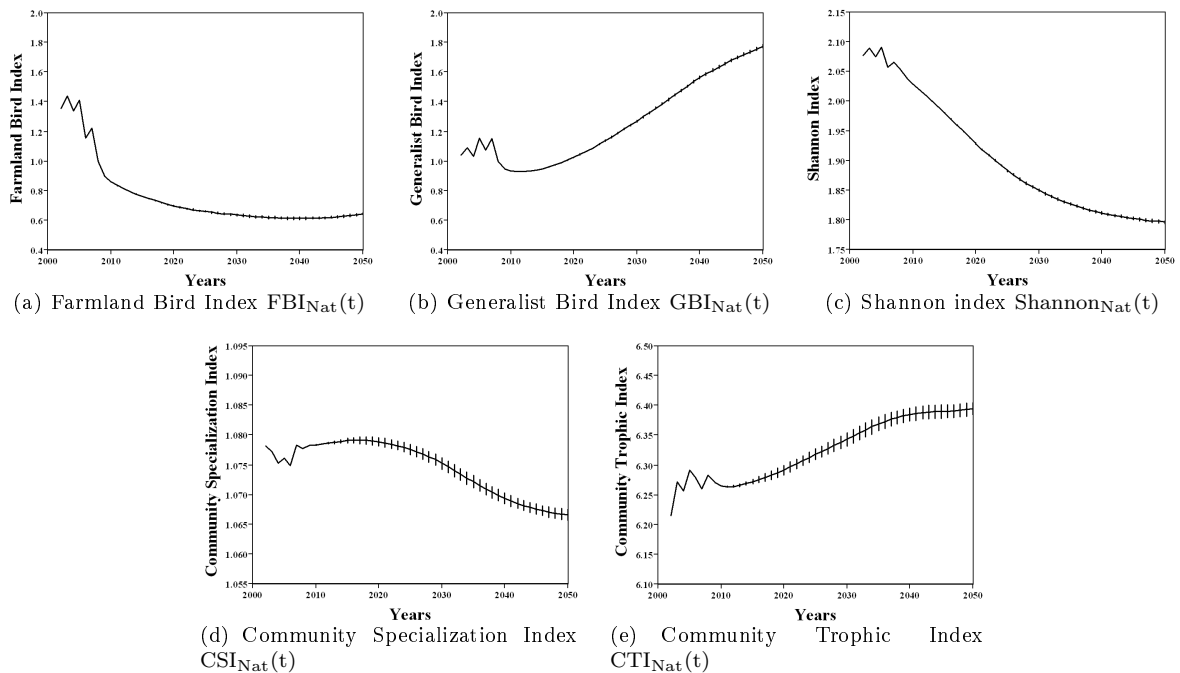 2.0
1.8
1.6
1.4
1.2
1.0
0.8
0.6
0.4
Farmland Bird Index
2000 2010 2020 2030 2040 2050
Years
(a) Farmland Bird Index FBI_Nat(t)
2.0
1.8
1.6
1.4
1.2
1.0
0.8
0.6
0.4
Generalist Bird Index
2000 2010 2020 2030 2040 2050
Years
(b) Generalist Bird Index GBI_Nat(t)
2.15
2.10
2.05
2.00
1.95
1.90
1.85
1.80
1.75
Shannon Index
2000 2010 2020 2030 2040 2050
Years
(c) Shannon index Shannon_Nat(t)
1.095
1.090
1.085
1.080
1.075
1.070
1.065
1.060
1.055
Community Specialization Index
2000 2010 2020 2030 2040 2050
Years
(d) Community Specialization Index
CSI_Nat(t)
6.50
6.40
6.35
6.30
6.25
6.20
6.15
6.10
Community Trophic Index
2000 2010 2020 2030 2040 2050
Years
(e) Community Trophic Index
CTI_Nat(t)